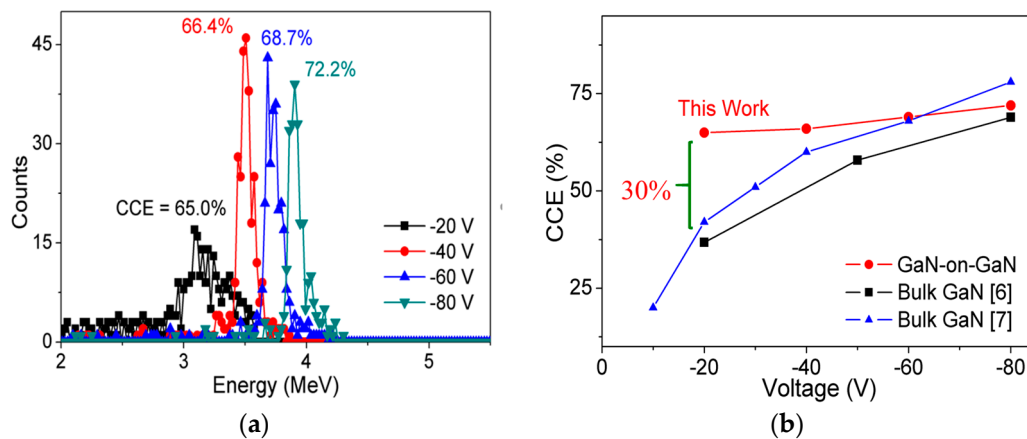 (a)
66.4%
68.7%
72.2%
CCE = 65.0%
45
30
15
0
Counts
-20 V
-40 V
-60 V
-80 V
2
3
4
5
Energy (MeV)
(a)
(b)
This Work
30%
75
50
25
CCE (%)
GaN-on-GaN
Bulk GaN [6]
Bulk GaN [7]
0
-20
-40
-60
-80
Voltage (V)
(b)